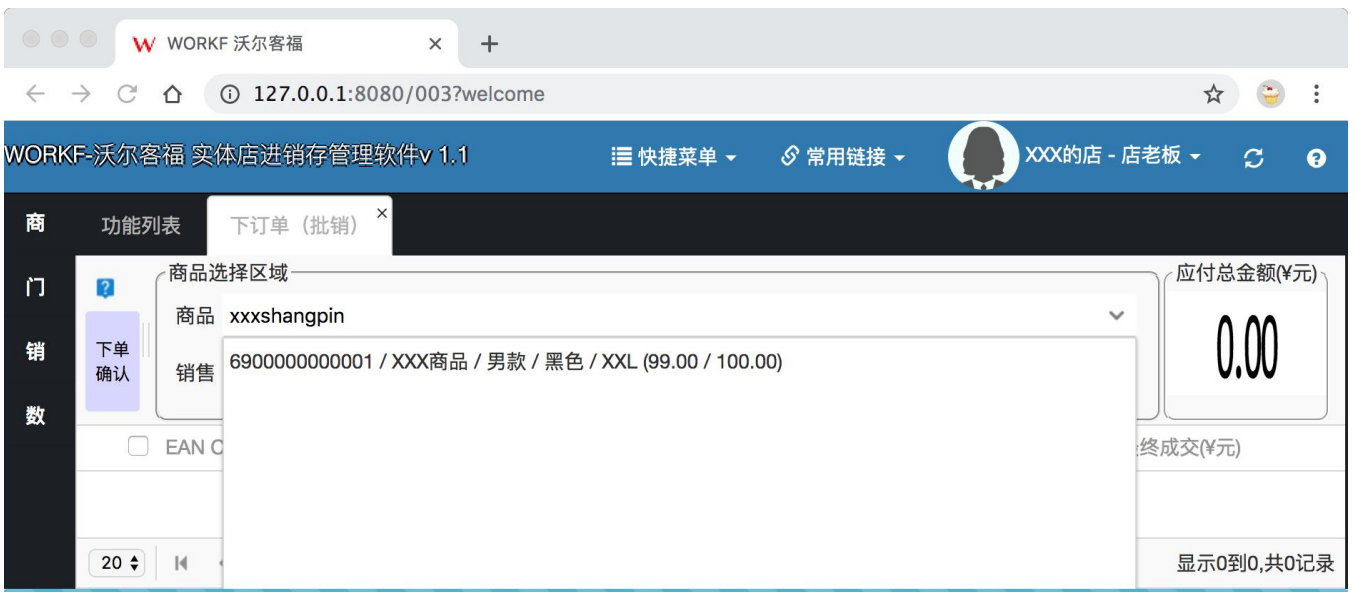 WORKF 沃尔客福
127.0.0.1:8080/003?welcome
WORKF-沃尔客福 实体店进销存管理软件v 1.1 快捷菜单 常用链接 XXX的店 - 店老板
商 功能列表 下订单（批销）
门 商品选择区域 应付总金额(¥元)
商品 xxxshangpin
销 下单确认 销售 6900000000001 / XXX商品 / 男款 / 黑色 / XXL (99.00 / 100.00) 0.00
数
EAN 终成交(¥元)
20 显示0到0,共0记录